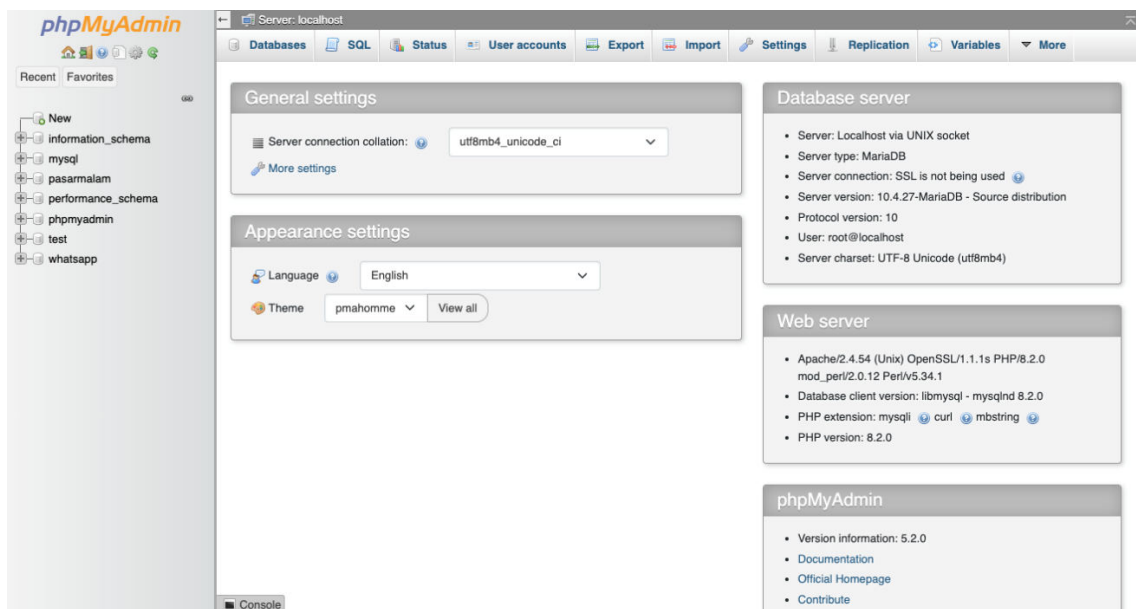 phpMyAdmin
Recent Favorites
New
information_schema
mysql
pasarmalam
performance_schema
phpmyadmin
test
whatsapp
Server: localhost
Databases SQL Status User accounts Export Import Settings Replication Variables More
General settings
Server connection collation: utf8mb4_unicode_ci
More settings
Appearance settings
Language English
Theme pmahomme View all
Database server
Server: Localhost via UNIX socket
Server type: MariaDB
Server connection: SSL is not being used
Server version: 10.4.27-MariaDB - Source distribution
Protocol version: 10
User: root@localhost
Server charset: UTF-8 Unicode (utf8mb4)
Web server
Apache/2.4.54 (Unix) OpenSSL/1.1.1s PHP/8.2.0
mod_perl/2.0.12 Perl/v5.34.1
Database client version: libmysql - mysqlnd 8.2.0
PHP extension: mysqli curl mbstring
PHP version: 8.2.0
phpMyAdmin
Version information: 5.2.0
Documentation
Official Homepage
Contribute
Console